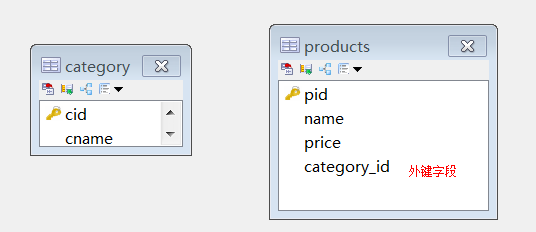 category
cid
cname
products
pid
name
price
category_id 外键字段